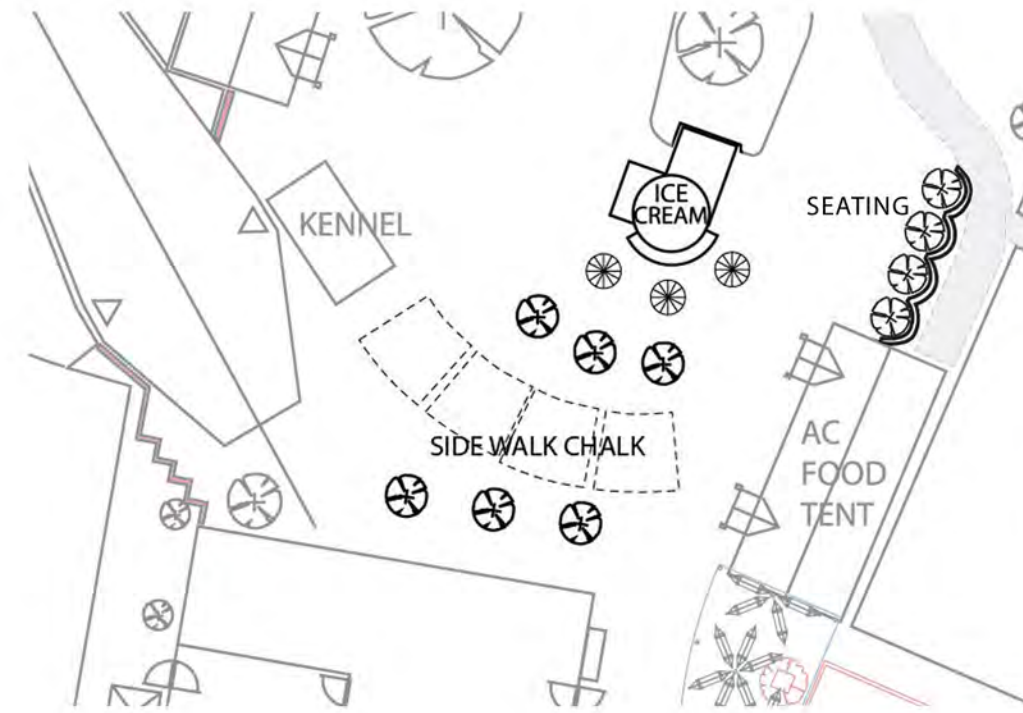 ICE
CREAM
SEATING
KENNEL
SIDE WALK CHALK
AC
FOOD
TENT